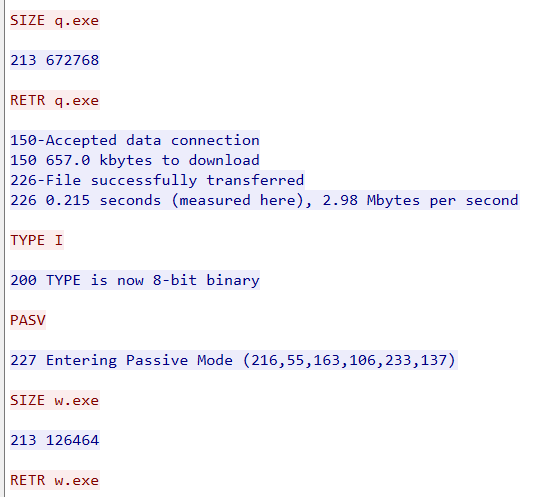 SIZE q.exe
213 672768
RETR q.exe
150-Accepted data connection
150 657.0 kbytes to download
226-File successfully transferred
226 0.215 seconds (measured here), 2.98 Mbytes per second
TYPE I
200 TYPE is now 8-bit binary
PASV
227 Entering Passive Mode (216,55,163,106,233,137)
SIZE w.exe
213 126464
RETR w.exe